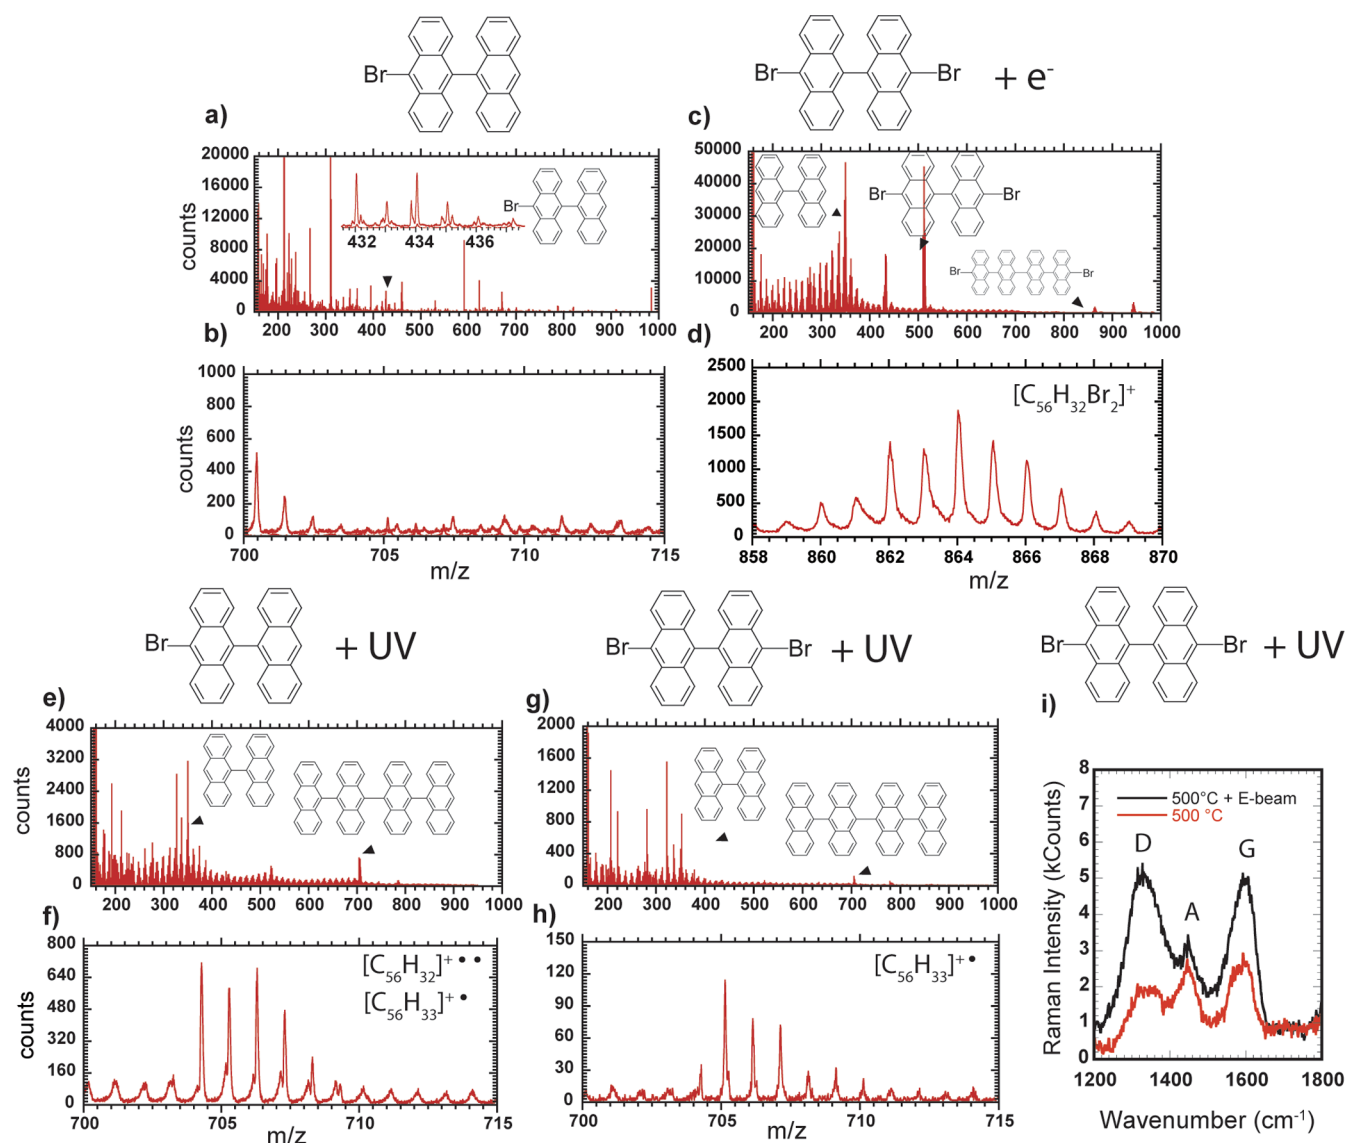 Br
Br
Br
+ e⁻
a)
c)
20000
16000
12000
8000
4000
0
counts
432 434 436
Br
200 300 400 500 600 700 800 900 1000
50000
40000
30000
20000
10000
0
Br
Br
Br
Br
200 300 400 500 600 700 800 900 1000
b)
d)
1000
800
600
400
200
0
counts
700 705 710 715
m/z
2500
2000
1500
1000
500
0
[C₅₆H₃₂Br₂]⁺
858 860 862 864 866 868 870
m/z
Br
+ UV
Br
Br
+ UV
Br
Br
+ UV
e)
g)
i)
4000
3200
2400
1600
800
0
counts
200 300 400 500 600 700 800 900 1000
2000
1600
1200
800
400
0
200 300 400 500 600 700 800 900 1000
f)
h)
800
640
480
320
160
0
counts
[C₅₆H₃₂]⁺••
[C₅₆H₃₃]⁺•
700 705 710 715
m/z
150
120
90
60
30
0
[C₅₆H₃₃]⁺•
700 705 710 715
m/z
8
7
6
5
4
3
2
1
0
Raman Intensity (kCounts)
500°C + E-beam
500 °C
D
A
G
1200 1400 1600 1800
Wavenumber (cm⁻¹)